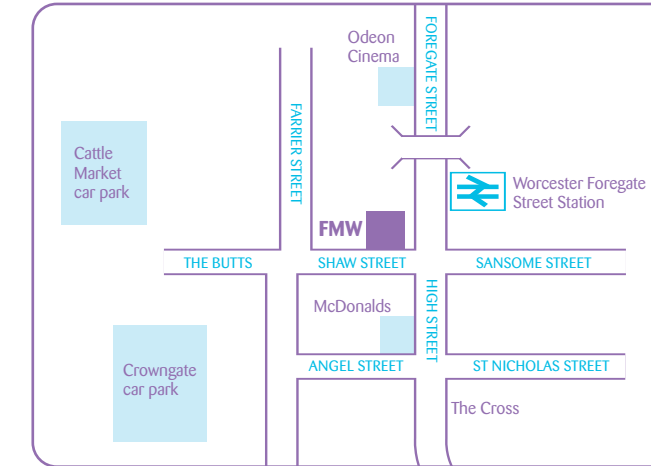 Odeon
Cinema
FOREGATE STREET
FARRIER STREET
Cattle
Market
car park
Worcester Foregate
Street Station
FMW
THE BUTTS
SHAW STREET
SANSOME STREET
McDonalds
HIGH STREET
Crowngate
car park
ANGEL STREET
ST NICHOLAS STREET
The Cross